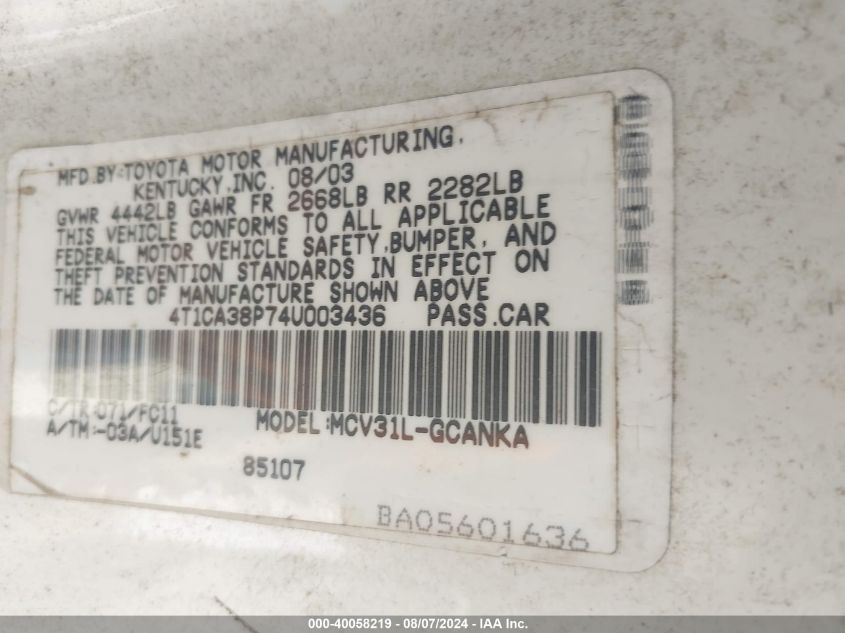 MFD.BY:TOYOTA MOTOR MANUFACTURING,
KENTUCKY,INC. 08/03
GVWR 4442LB GAWR FR 2668LB RR 2282LB
THIS VEHICLE CONFORMS TO ALL APPLICABLE
FEDERAL MOTOR VEHICLE SAFETY,BUMPER, AND
THEFT PREVENTION STANDARDS IN EFFECT ON
THE DATE OF MANUFACTURE SHOWN ABOVE
4T1CA38P74U003436 PASS.CAR
C/TR:071/FC11
A/TM:-03A/U151E
MODEL:MCV31L-GCANKA
85107
BA05601636
000-40058219 - 08/07/2024 - IAA Inc.